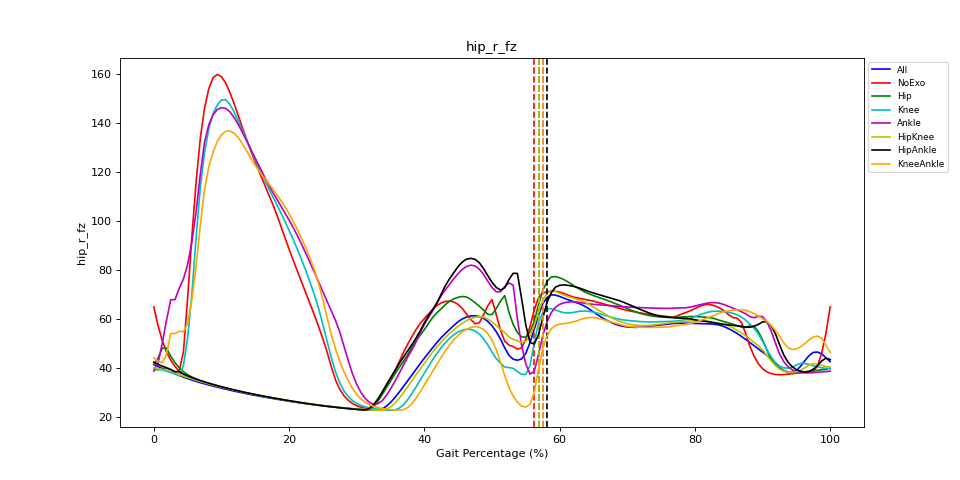 hip_r_fz
160
140
120
100
80
60
40
20
hip_r_fz
0
20
40
60
80
100
Gait Percentage (%)
All
NoExo
Hip
Knee
Ankle
HipKnee
HipAnkle
KneeAnkle